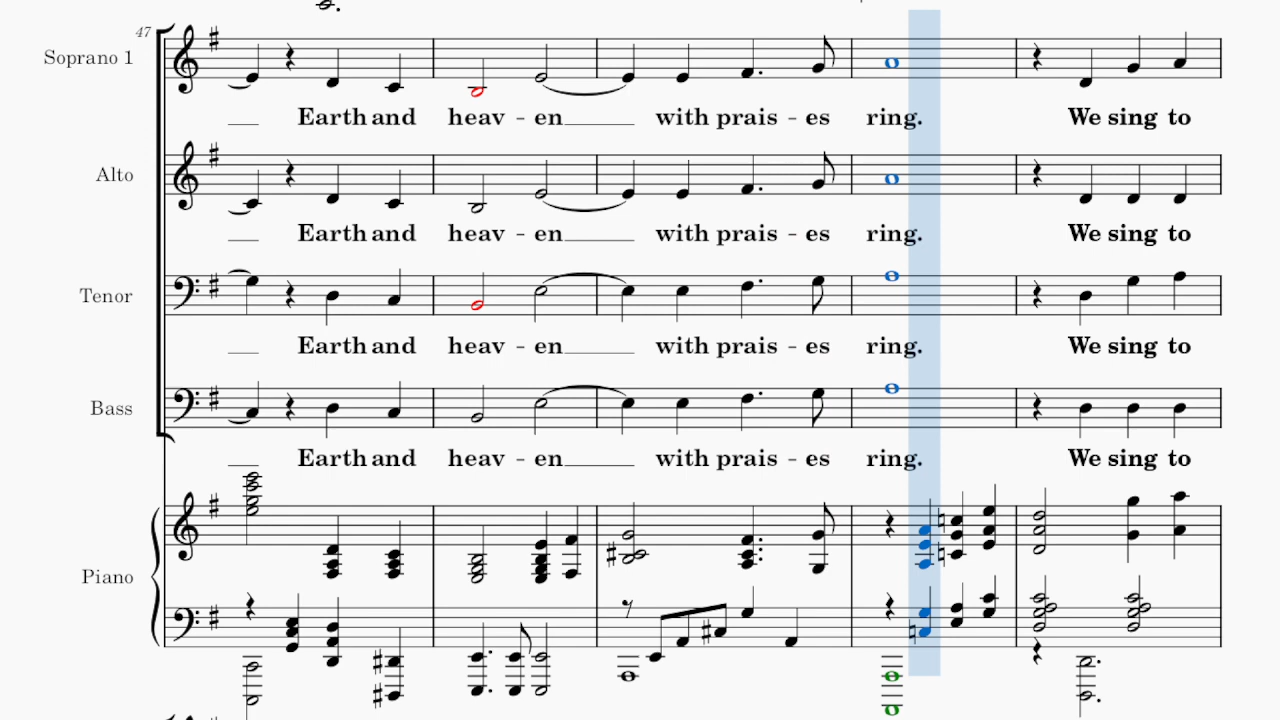 47
Soprano 1
Earth and heav - en with prais - es ring. We sing to
Alto
Earth and heav - en with prais - es ring. We sing to
Tenor
Earth and heav - en with prais - es ring. We sing to
Bass
Earth and heav - en with prais - es ring. We sing to
Piano